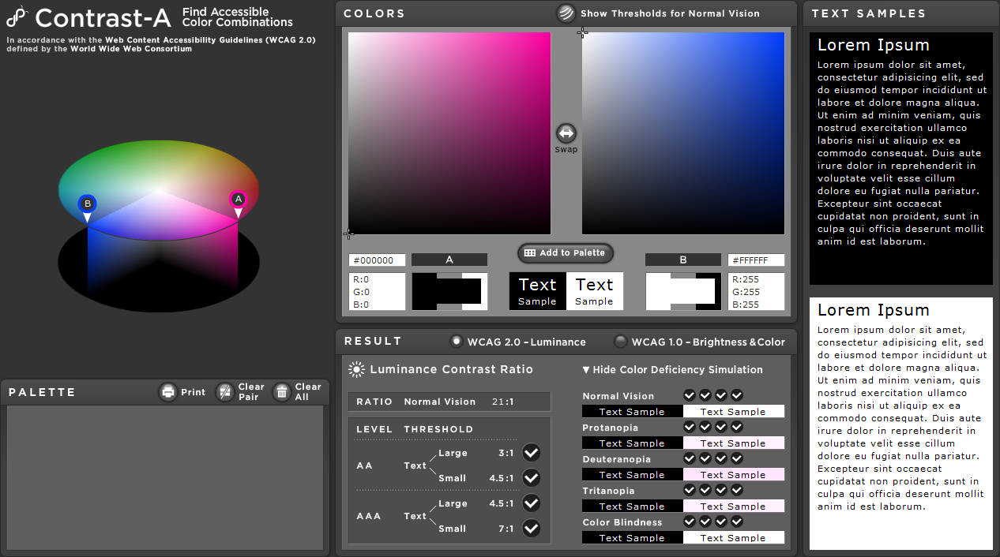 Contrast-A
Find Accessible
Color Combinations
In accordance with the Web Content Accessibility Guidelines (WCAG 2.0)
defined by the World Wide Web Consortium
B
A
PALETTE
Print
Clear
Pair
Clear
All
COLORS
Show Thresholds for Normal Vision
Swap
#000000
A
Add to Palette
B
#FFFFFF
R:0
G:0
B:0
Text
Sample
Text
Sample
R:255
G:255
B:255
RESULT
WCAG 2.0 – Luminance
WCAG 1.0 – Brightness & Color
Luminance Contrast Ratio
RATIO Normal Vision 21:1
LEVEL THRESHOLD
AA Text
Large 3:1
Small 4.5:1
AAA Text
Large 4.5:1
Small 7:1
▼ Hide Color Deficiency Simulation
Normal Vision
Text Sample Text Sample
Protanopia
Text Sample Text Sample
Deuteranopia
Text Sample Text Sample
Tritanopia
Text Sample Text Sample
Color Blindness
Text Sample Text Sample
TEXT SAMPLES
Lorem Ipsum
Lorem ipsum dolor sit amet,
consectetur adipisicing elit, sed
do eiusmod tempor incididunt ut
labore et dolore magna aliqua.
Ut enim ad minim veniam, quis
nostrud exercitation ullamco
laboris nisi ut aliquip ex ea
commodo consequat. Duis aute
irure dolor in reprehenderit in
voluptate velit esse cillum
dolore eu fugiat nulla pariatur.
Excepteur sint occaecat
cupidatat non proident, sunt in
culpa qui officia deserunt mollit
anim id est laborum.
Lorem Ipsum
Lorem ipsum dolor sit amet,
consectetur adipisicing elit, sed
do eiusmod tempor incididunt ut
labore et dolore magna aliqua.
Ut enim ad minim veniam, quis
nostrud exercitation ullamco
laboris nisi ut aliquip ex ea
commodo consequat. Duis aute
irure dolor in reprehenderit in
voluptate velit esse cillum
dolore eu fugiat nulla pariatur.
Excepteur sint occaecat
cupidatat non proident, sunt in
culpa qui officia deserunt mollit
anim id est laborum.